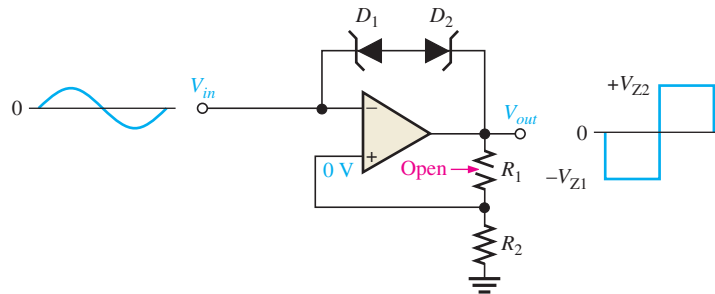 D1 D2
0 Vin
−
+
0 V
Vout
Open R1
R2
+VZ2
0
−VZ1